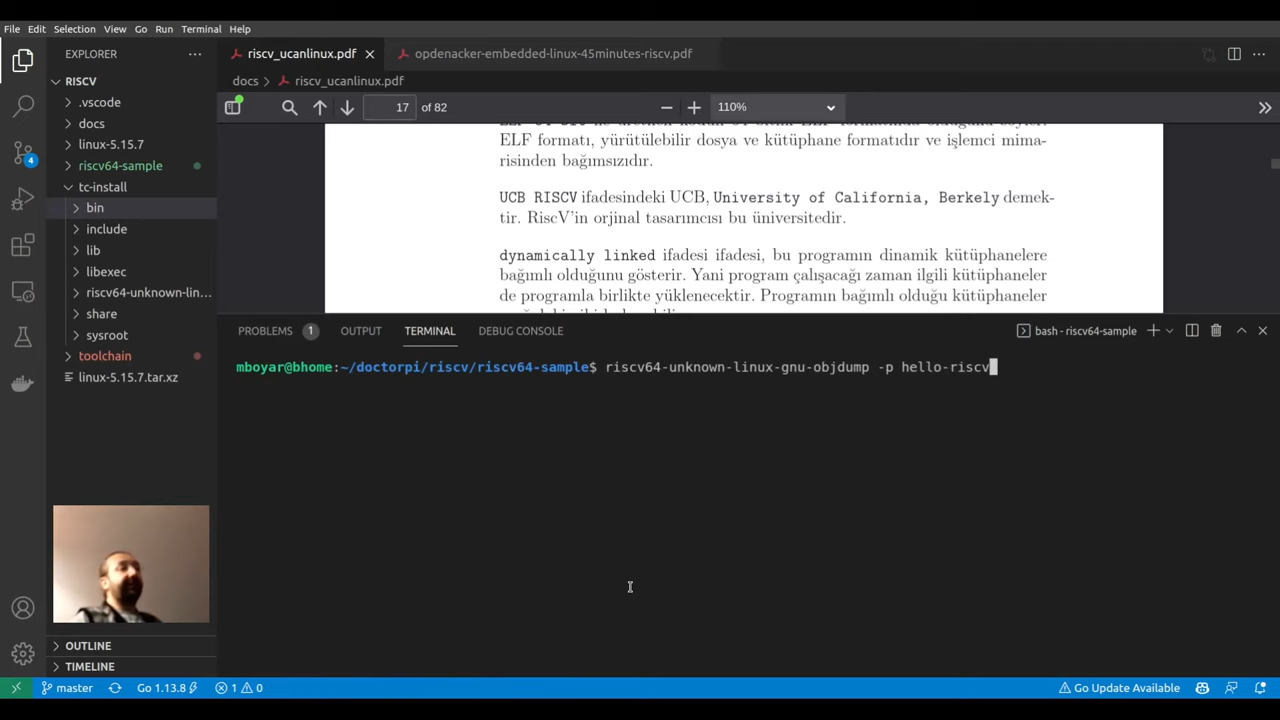 File Edit Selection View Go Run Terminal Help
EXPLORER
riscv_ucanlinux.pdf
opdenacker-embedded-linux-45minutes-riscv.pdf
RISCV
docs > riscv_ucanlinux.pdf
.vscode
17 of 82
110%
docs
linux-5.15.7
riscv64-sample
tc-install
bin
include
lib
libexec
riscv64-unknown-lin...
share
sysroot
toolchain
linux-5.15.7.tar.xz
ELF formatı, yürütülebilir dosya ve kütüphane formatıdır ve işlemci mima-
risinden bağımsızıdır.
UCB RISCV ifadesindeki UCB, University of California, Berkely demek-
tir. RiscV'in orjinal tasarımcısı bu üniversitedir.
dynamically linked ifadesi ifadesi, bu programın dinamik kütüphanelere
bağımlı olduğunu gösterir. Yani program çalışacağı zaman ilgili kütüphaneler
de programla birlikte yüklenecektir. Programın bağımlı olduğu kütüphaneler
PROBLEMS 1 OUTPUT TERMINAL DEBUG CONSOLE
bash - riscv64-sample
mboyar@bhome:~/doctorpi/riscv/riscv64-sample$ riscv64-unknown-linux-gnu-objdump -p hello-riscv
4
OUTLINE
TIMELINE
master
Go 1.13.8
1
0
Go Update Available